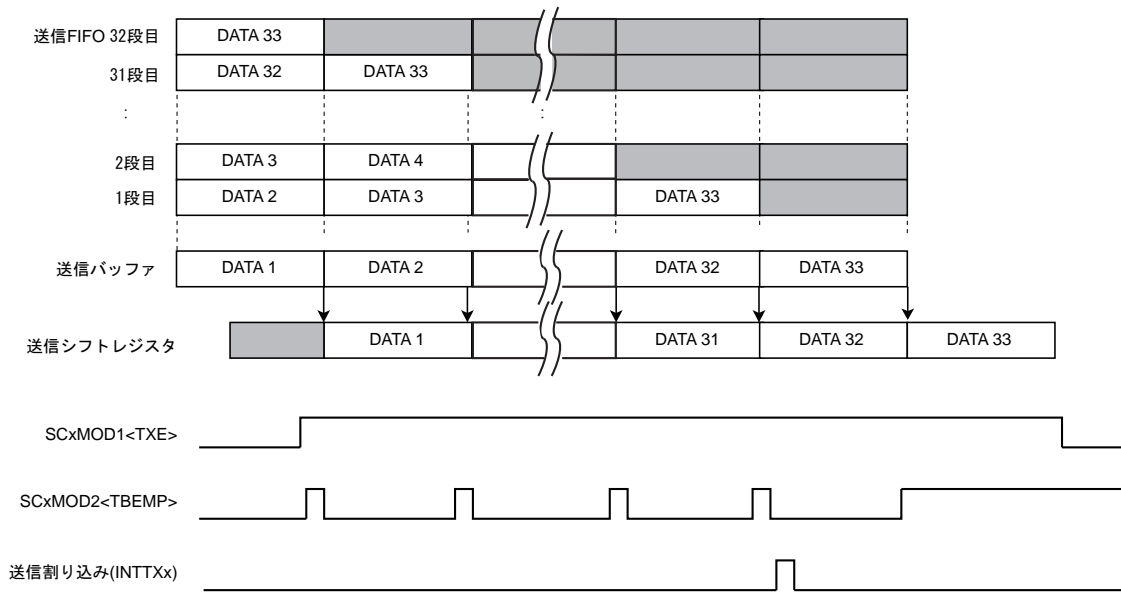 送信FIFO 32段目 DATA 33
31段目 DATA 32 DATA 33
: :
2段目 DATA 3 DATA 4
1段目 DATA 2 DATA 3 DATA 33
送信バッファ DATA 1 DATA 2 DATA 32 DATA 33
送信シフトレジスタ DATA 1 DATA 31 DATA 32 DATA 33
SCxMOD1<TXE>
SCxMOD2<TBEMP>
送信割り込み(INTTXx)